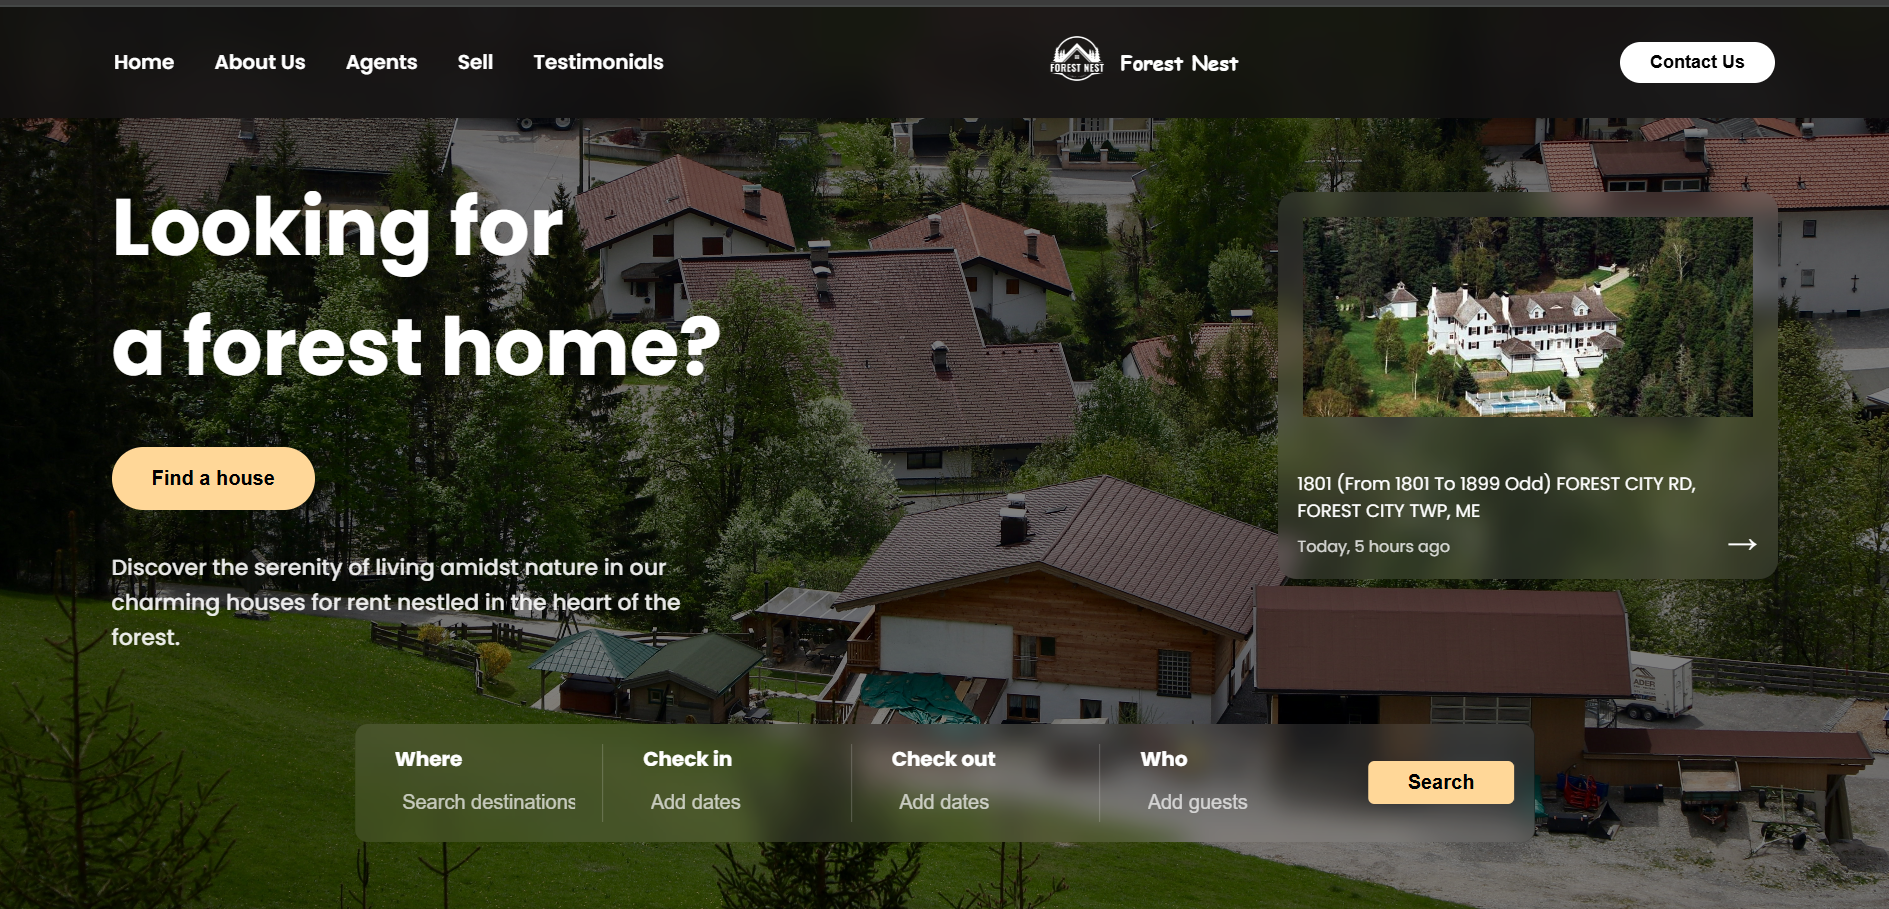 Home
About Us
Agents
Sell
Testimonials
FOREST NEST
Forest Nest
Contact Us
Looking for
a forest home?
Find a house
Discover the serenity of living amidst nature in our
charming houses for rent nestled in the heart of the
forest.
1801 (From 1801 To 1899 Odd) FOREST CITY RD,
FOREST CITY TWP, ME
Today, 5 hours ago
Where
Search destinations
Check in
Add dates
Check out
Add dates
Who
Add guests
Search